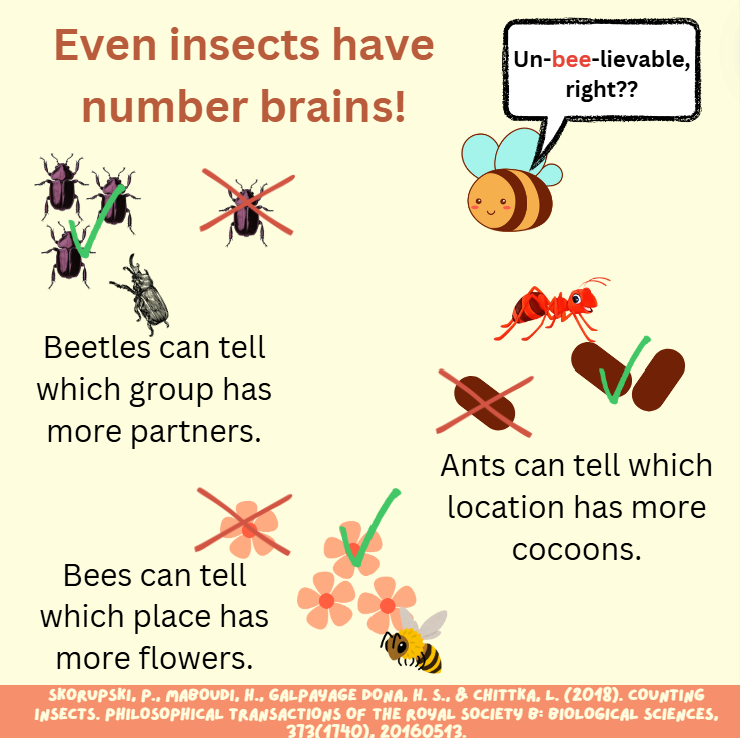 Even insects have
number brains!
Un-bee-lievable,
right??
Beetles can tell
which group has
more partners.
Ants can tell which
location has more
cocoons.
Bees can tell
which place has
more flowers.
SKORUPSKI, P., MABOUDI, H., GALPAYAGE DONA, H. S., & CHITTKA, L. (2018). COUNTING
INSECTS. PHILOSOPHICAL TRANSACTIONS OF THE ROYAL SOCIETY B: BIOLOGICAL SCIENCES,
373(1740), 20160513.